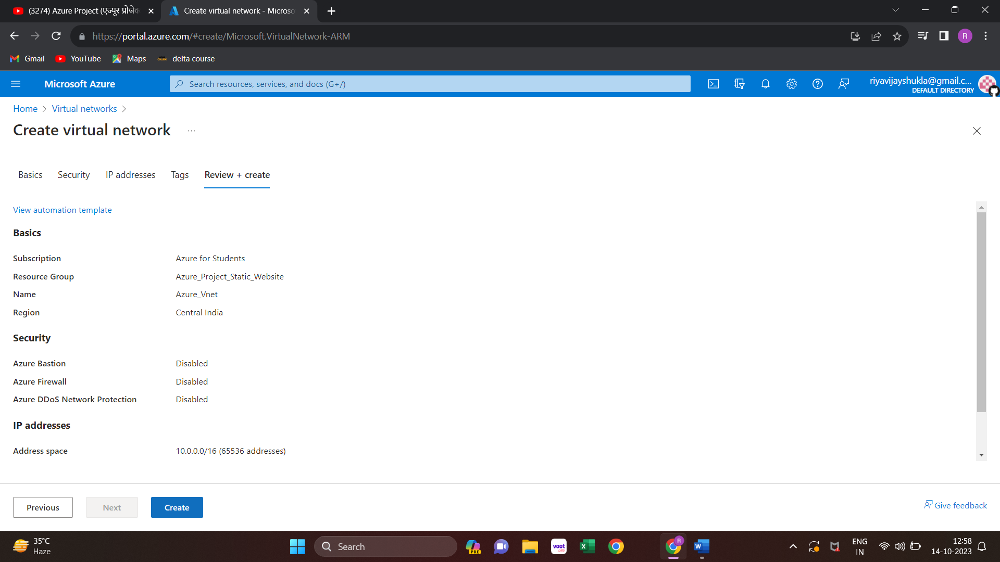 (3274) Azure Project (एज्यूर प्रोजेक
Create virtual network - Microso
https://portal.azure.com/#create/Microsoft.VirtualNetwork-ARM
R
Gmail
YouTube
Maps
delta course
Microsoft Azure
Search resources, services, and docs (G+/)
riyavijayshukla@gmail.c...
DEFAULT DIRECTORY
Home
Virtual networks
Create virtual network
Basics
Security
IP addresses
Tags
Review + create
View automation template
Basics
Subscription Azure for Students
Resource Group Azure_Project_Static_Website
Name Azure_Vnet
Region Central India
Security
Azure Bastion Disabled
Azure Firewall Disabled
Azure DDoS Network Protection Disabled
IP addresses
Address space 10.0.0.0/16 (65536 addresses)
Previous
Next
Create
Give feedback
35°C
Haze
Search
PRE
voot
R
ENG
IN
12:58
14-10-2023